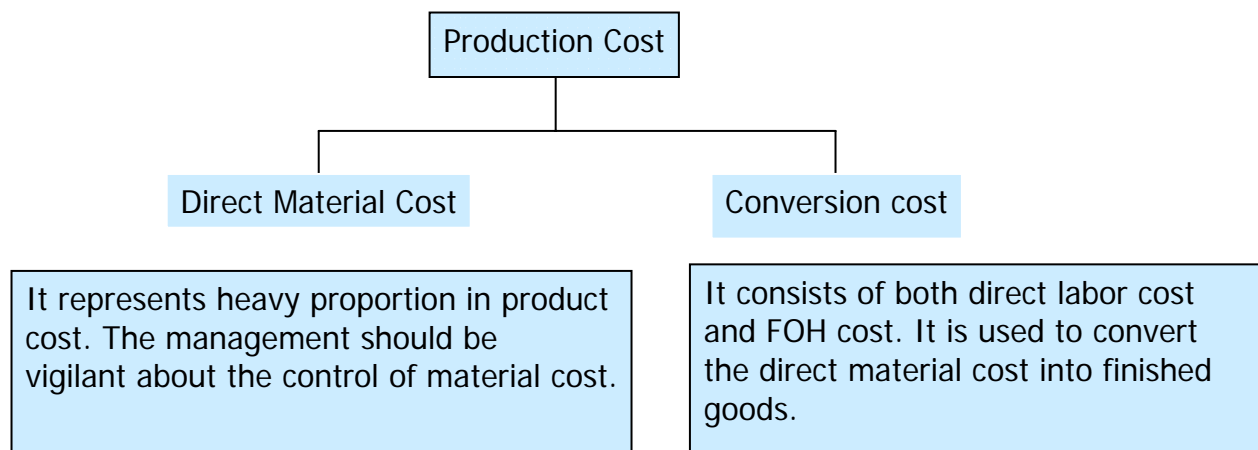 Production Cost
Direct Material Cost
Conversion cost
It represents heavy proportion in product
cost. The management should be
vigilant about the control of material cost.
It consists of both direct labor cost
and FOH cost. It is used to convert
the direct material cost into finished
goods.